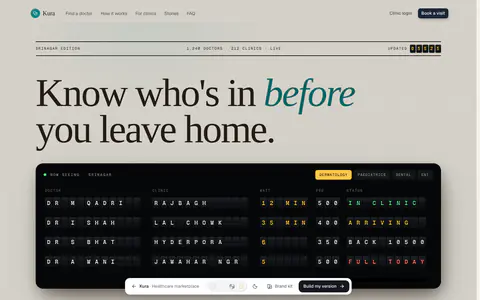 Kura Find a doctor How it works For clinics Stories FAQ Clinic login Book a visit
SRINAGAR EDITION 2,840 DOCTORS 312 CLINICS LIVE UPDATED
Know who's in before
you leave home.
NOW SEEING SRINAGAR DERMATOLOGY PAEDIATRICS DENTAL ENT
DOCTOR CLINIC WAIT FEE STATUS
DR M QADRI RAJBAGH 12 MIN 500 IN CLINIC
DR I SHAH LAL CHOWK 35 MIN 400 ARRIVING
DR S BHAT HYDERPORA 6 350 BACK 10500
DR A WANI JAWAHAR NGR 5 500 FULL TODAY
Kura Healthcare marketplace Brand kit Build my version